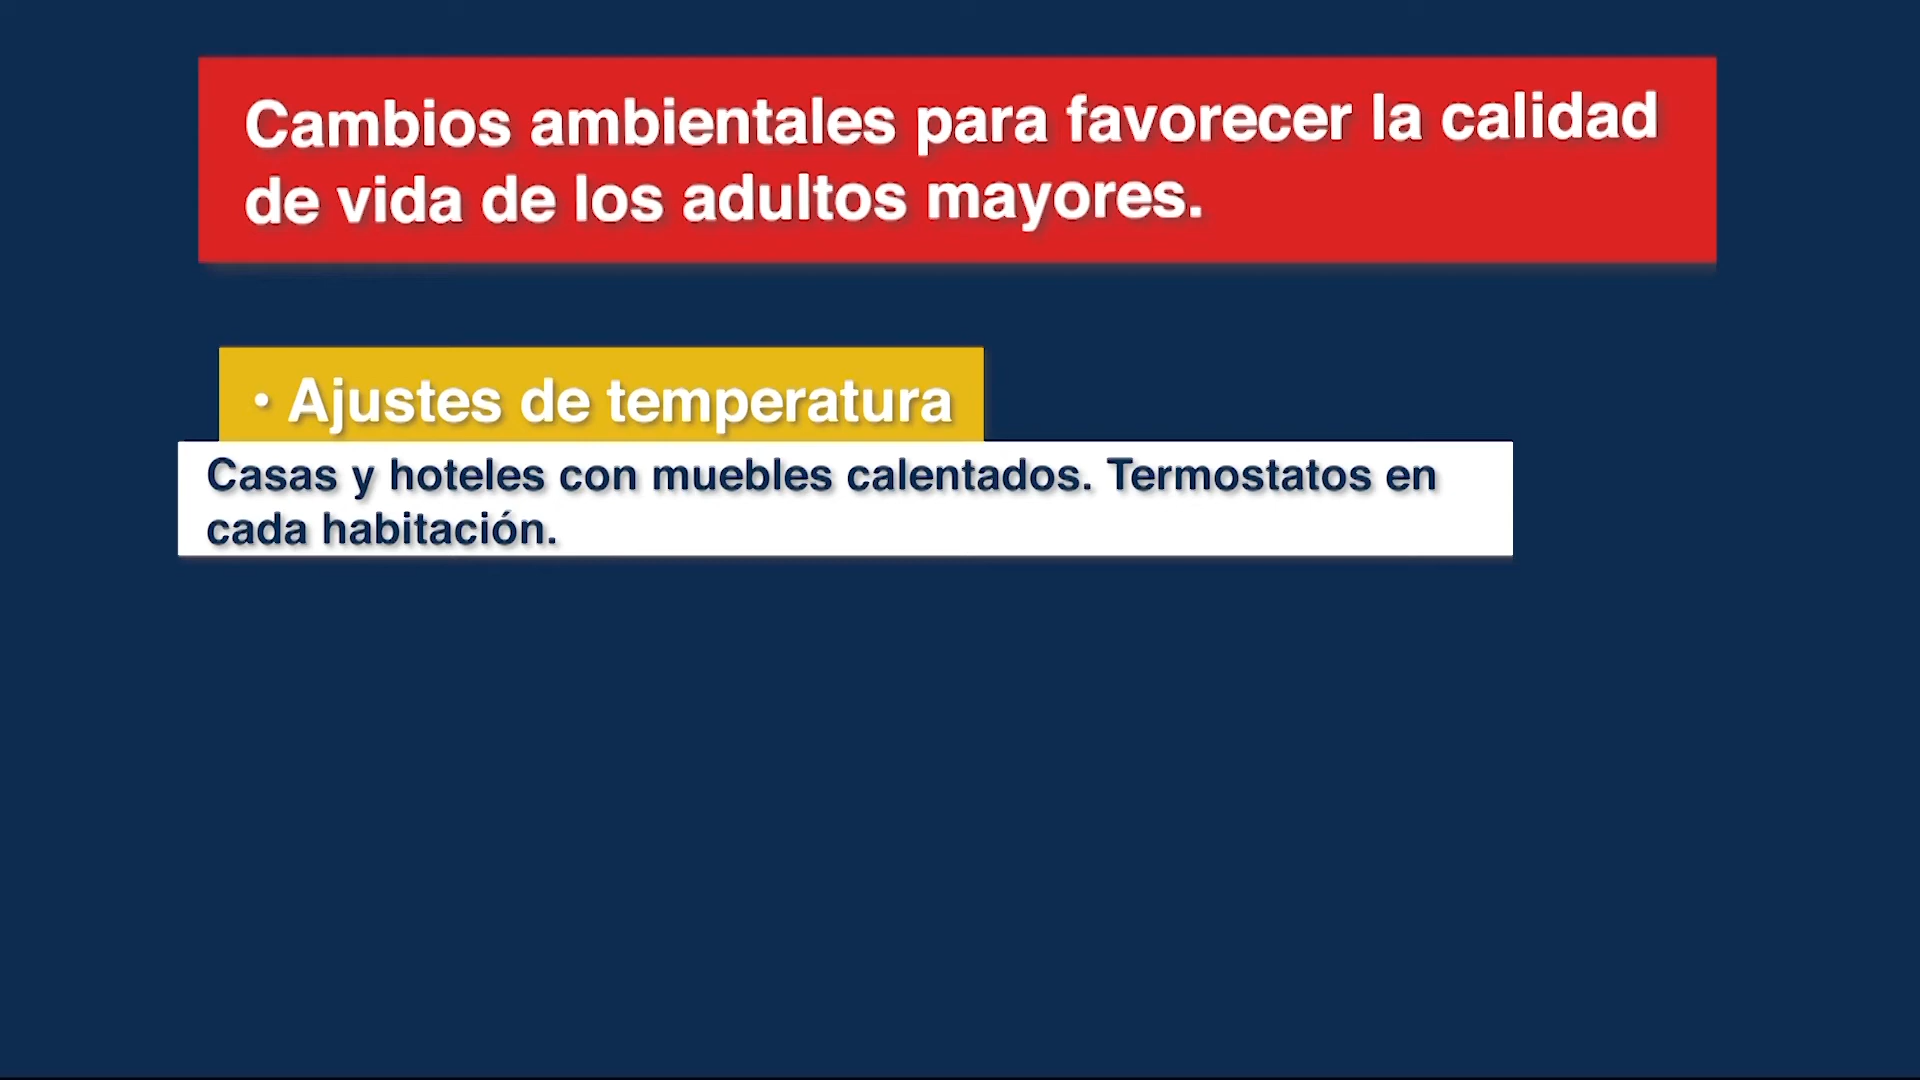 Cambios ambientales para favorecer la calidad
de vida de los adultos mayores.
• Ajustes de temperatura
Casas y hoteles con muebles calentados. Termostatos en
cada habitación.